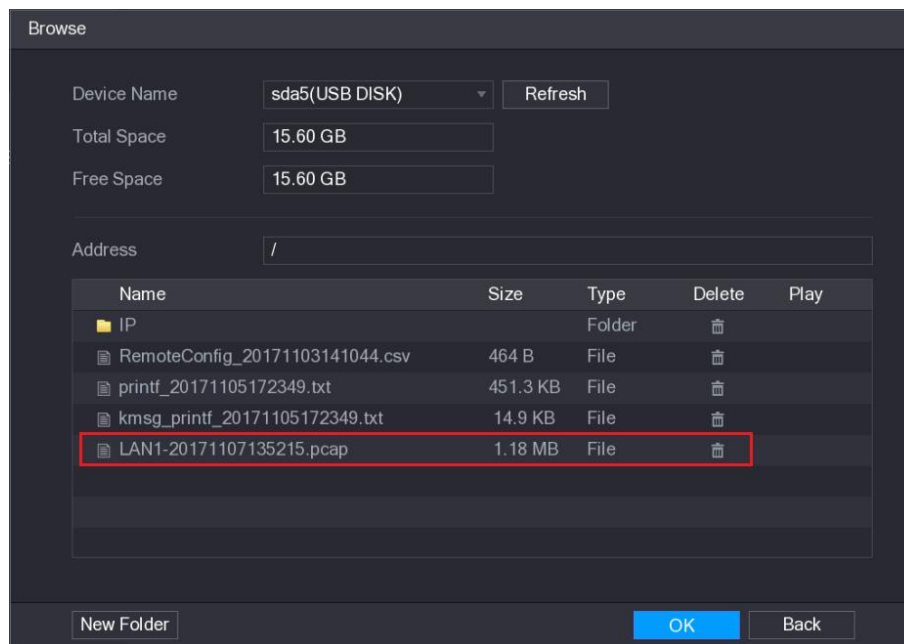 Browse
Device Name sda5(USB DISK) Refresh
Total Space 15.60 GB
Free Space 15.60 GB
Address /
Name Size Type Delete Play
IP Folder
RemoteConfig_20171103141044.csv 464 B File
printf_20171105172349.txt 451.3 KB File
kmsg_printf_20171105172349.txt 14.9 KB File
LAN1-20171107135215.pcap 1.18 MB File
New Folder OK Back